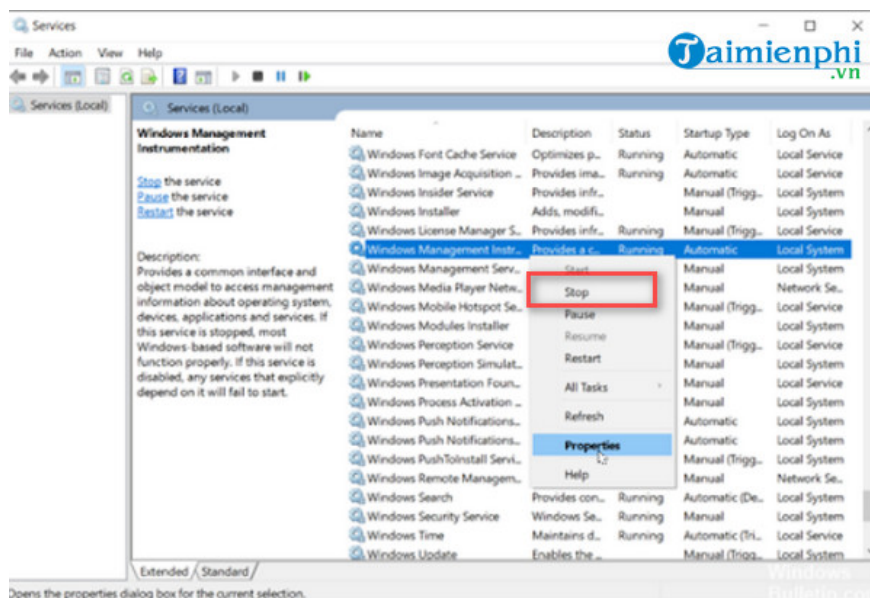 Services
File Action View Help
Taimienphi
.vn
Services (Local)
Services (Local)
Windows Management
Instrumentation
Stop the service
Pause the service
Restart the service
Description:
Provides a common interface and
object model to access management
information about operating system,
devices, applications and services. If
this service is stopped, most
Windows-based software will not
function properly. If this service is
disabled, any services that explicitly
depend on it will fail to start.
Name Description Status Startup Type Log On As
Windows Font Cache Service Optimizes p... Running Automatic Local Service
Windows Image Acquisition ... Provides ima... Running Automatic Local Service
Windows Insider Service Provides infr... Manual (Trigg... Local System
Windows Installer Adds, modifi... Manual Local System
Windows License Manager S... Provides infr... Running Manual (Trigg... Local Service
Windows Management Instr... Provides a c... Running Automatic Local System
Windows Management Serv... Manual Local System
Windows Media Player Netw... Manual Network Se...
Windows Mobile Hotspot Se... Manual (Trigg... Local Service
Windows Modules Installer Manual Local System
Windows Perception Service Manual (Trigg... Local Service
Windows Perception Simulat... Manual Local System
Windows Presentation Foun... Manual Local Service
Windows Process Activation ... Manual Local System
Windows Push Notifications... Automatic Local System
Windows Push Notifications... Automatic Local System
Windows PushToInstall Servi... Manual (Trigg... Local System
Windows Remote Managem... Manual Network Se...
Windows Search Provides con... Running Automatic (De... Local System
Windows Security Service Windows Se... Running Manual Local System
Windows Time Maintains d... Running Automatic (Tri... Local Service
Windows Update Enables the ... Manual (Trigg... Local System
Start
Stop
Pause
Resume
Restart
All Tasks
Refresh
Properties
Help
Extended Standard
Windows
Bulletin.com
Opens the properties dialog box for the current selection.